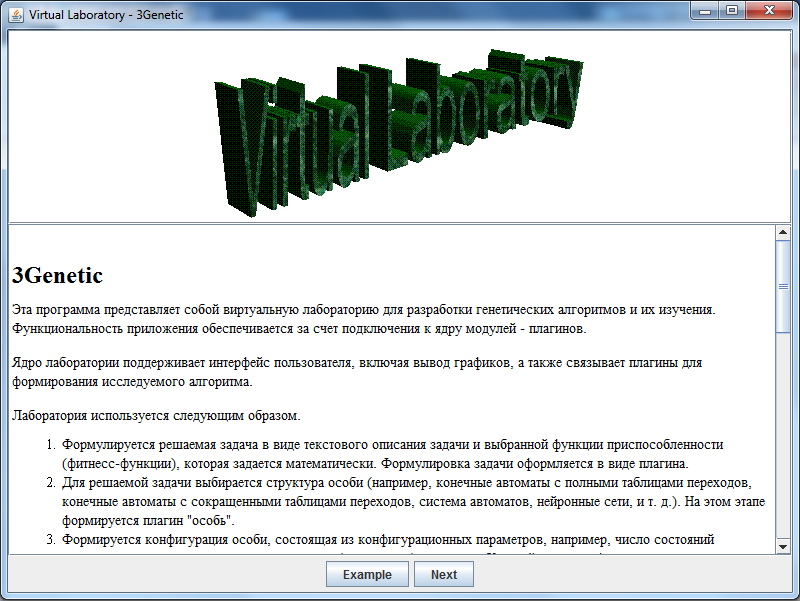 Virtual Laboratory - 3Genetic
Virtual Laboratory
3Genetic
Эта программа представляет собой виртуальную лабораторию для разработки генетических алгоритмов и их изучения.
Функциональность приложения обеспечивается за счет подключения к ядру модулей - плагинов.
Ядро лаборатории поддерживает интерфейс пользователя, включая вывод графиков, а также связывает плагины для
формирования исследуемого алгоритма.
Лаборатория используется следующим образом.
1. Формулируется решаемая задача в виде текстового описания задачи и выбранной функции приспособленности
(фитнесс-функции), которая задается математически. Формулировка задачи оформляется в виде плагина.
2. Для решаемой задачи выбирается структура особи (например, конечные автоматы с полными таблицами переходов,
конечные автоматы с сокращенными таблицами переходов, система автоматов, нейронные сети, и т. д.). На этом этапе
формируется плагин "особь".
3. Формируется конфигурация особи, состоящая из конфигурационных параметров, например, число состояний
Example Next